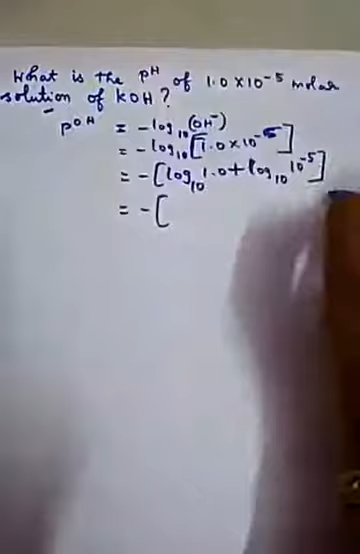 What is the pH of 1.0 × 10⁻⁵ molar
solution of KOH?
pOH = -log₁₀(OH⁻)
= -log₁₀[1.0 × 10⁻⁵]
= -[log₁₀1.0 + log₁₀10⁻⁵]
= -[